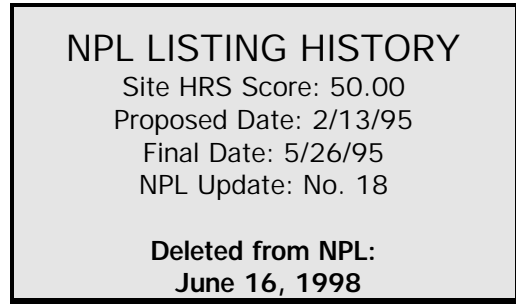 NPL LISTING HISTORY
Site HRS Score: 50.00
Proposed Date: 2/13/95
Final Date: 5/26/95
NPL Update: No. 18
Deleted from NPL:
June 16, 1998